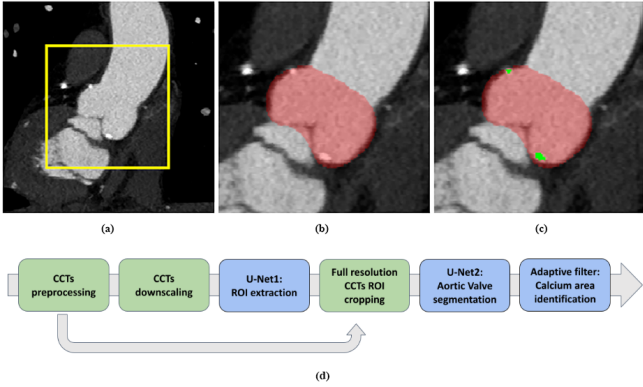 (a)
(b)
(c)
CCTs
preprocessing
CCTs
downscaling
U-Net1:
ROI extraction
Full resolution
CCTs ROI
cropping
U-Net2:
Aortic Valve
segmentation
Adaptive filter:
Calcium area
identification
(d)